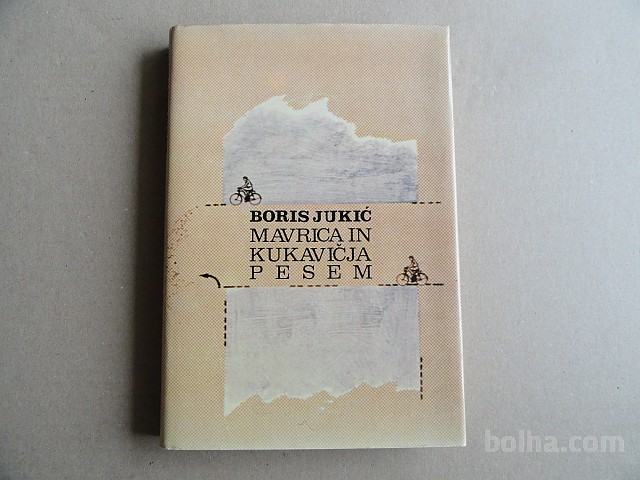 BORIS JUKIĆ
MAVRICA IN
KUKAVIČJA
PESEM
bolha.com